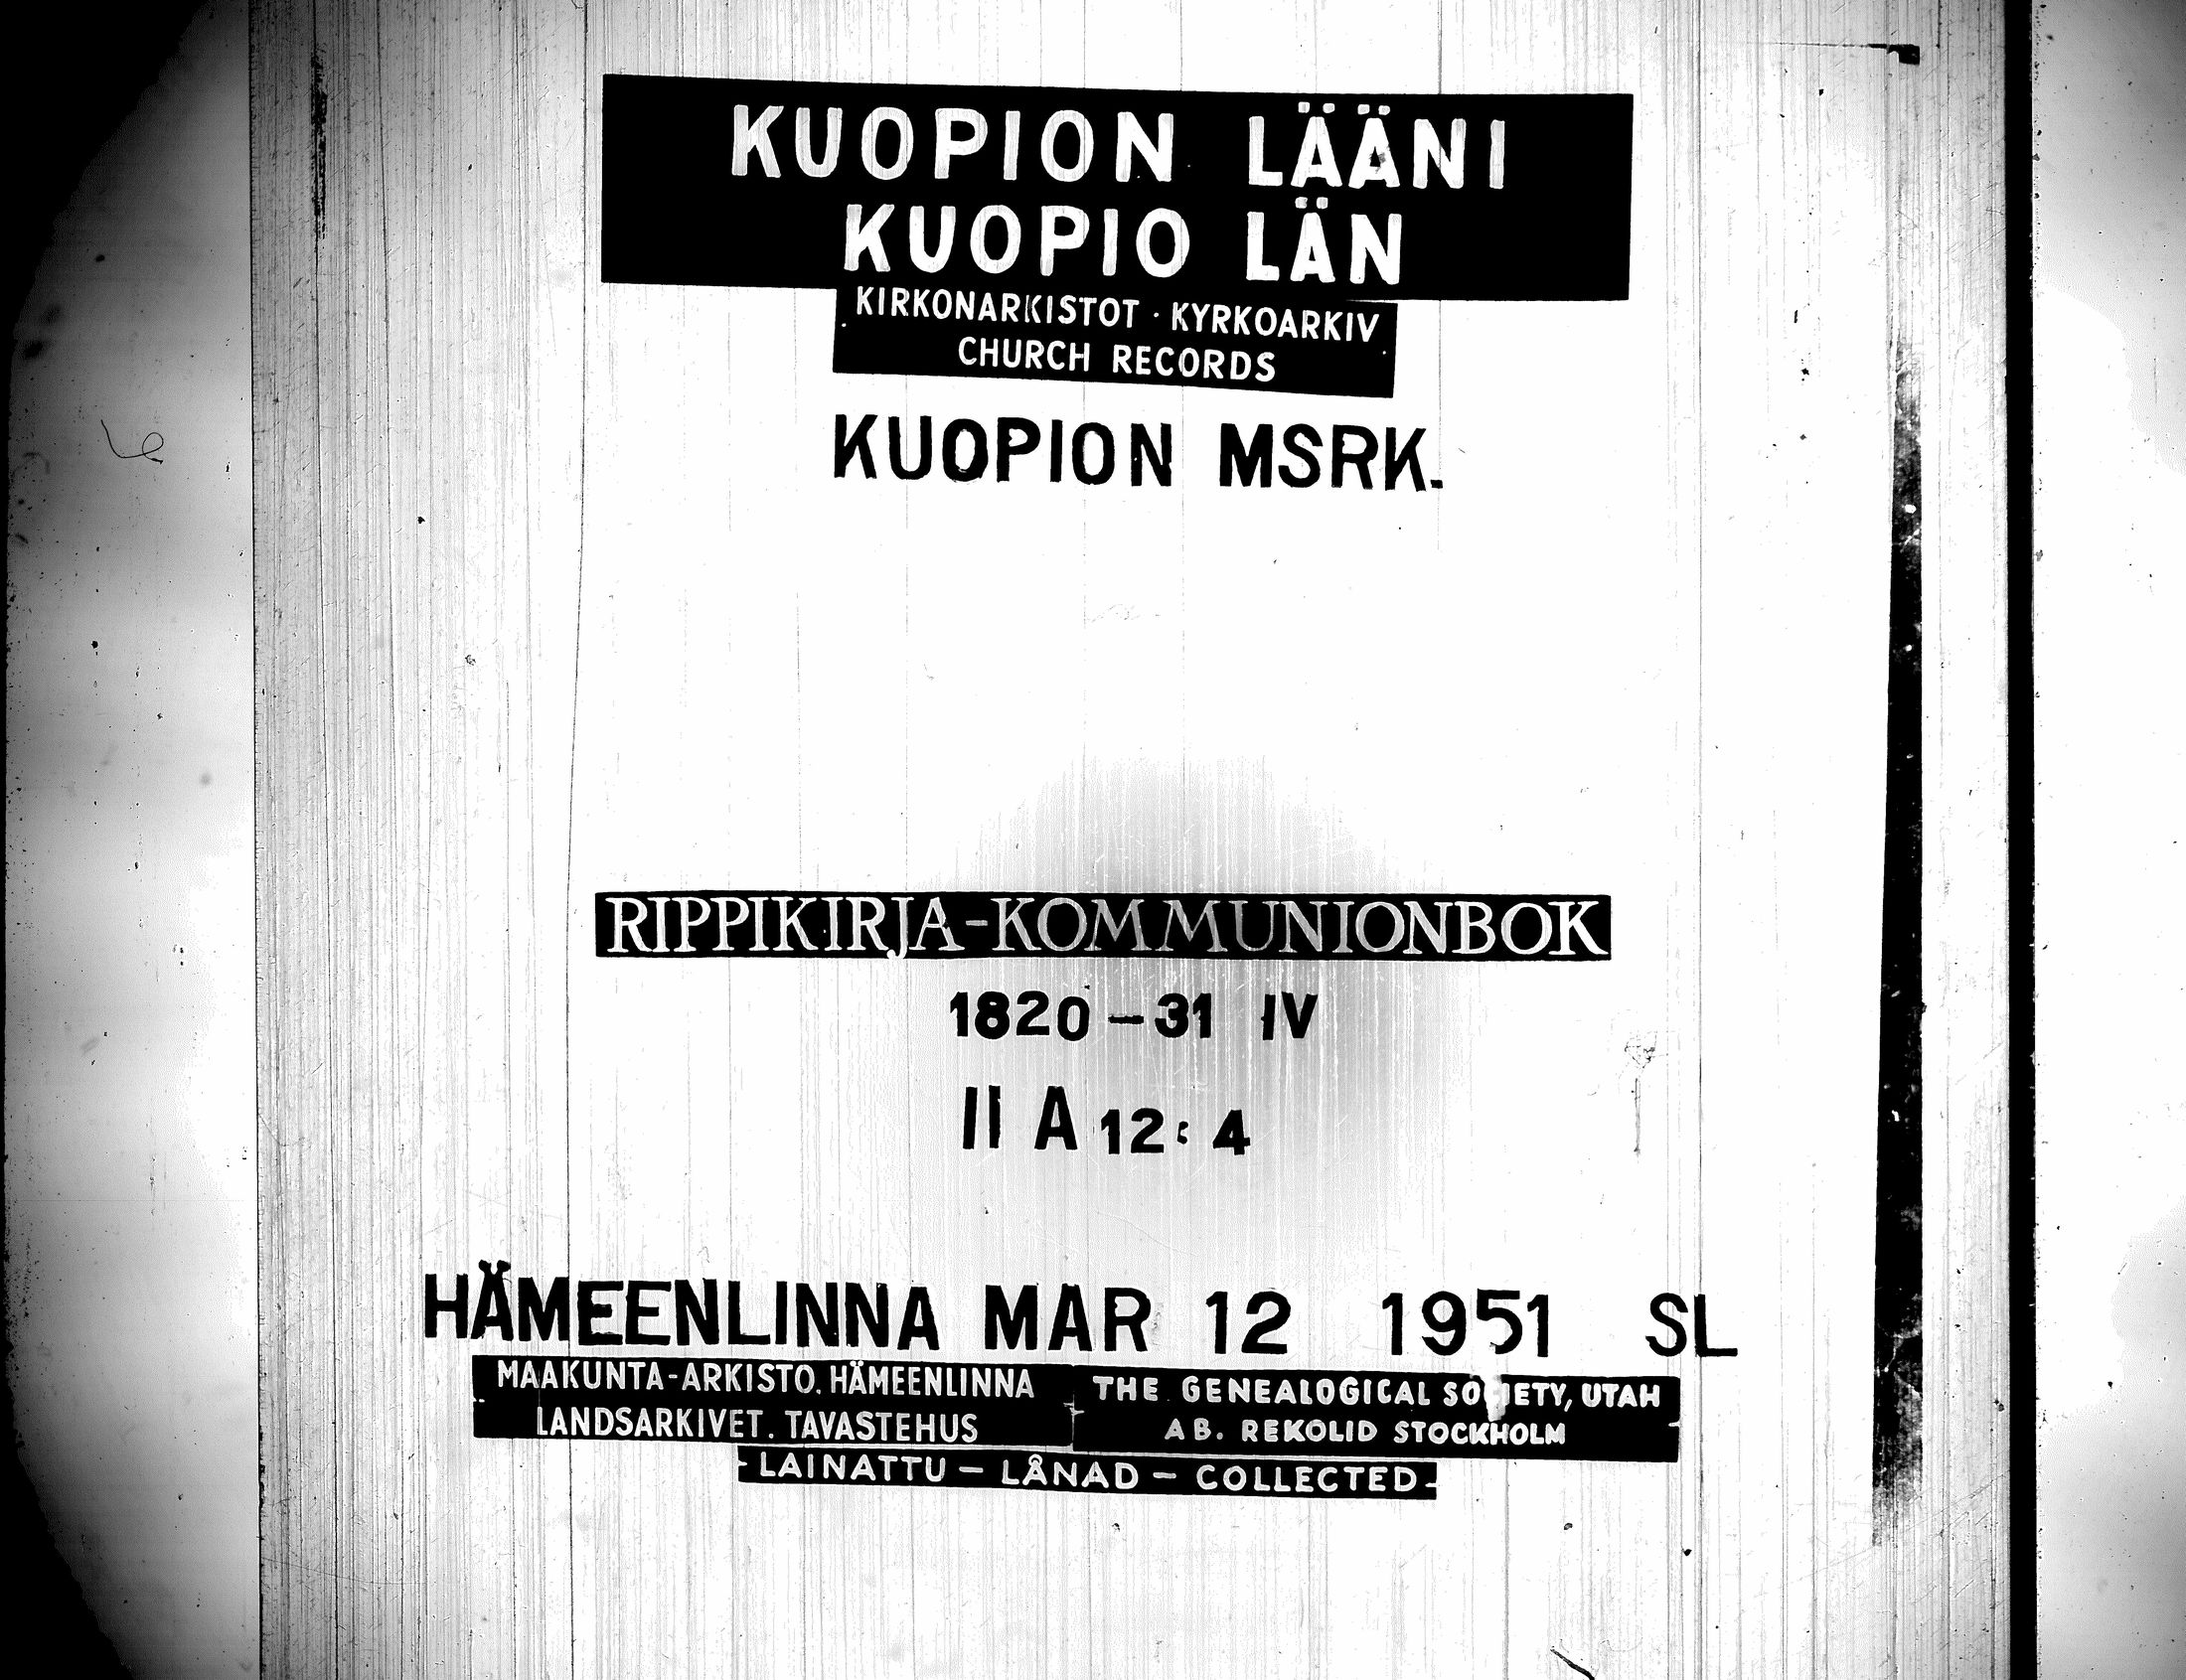 KUOPION LÄÄNI
KUOPIO LÄN
KIRKONARKISTOT · KYRKOARKIV
CHURCH RECORDS
KUOPION MSRK.
RIPPIKIRJA-KOMMUNIONBOK
1820-31 IV
II A 12:4
HÄMEENLINNA MAR 12 1951 SL
MAAKUNTA-ARKISTO. HÄMEENLINNA
LANDSARKIVET. TAVASTEHUS
THE GENEALOGICAL SOCIETY, UTAH
AB. REKOLID STOCKHOLM
-LAINATTU - LÅNAD - COLLECTED-